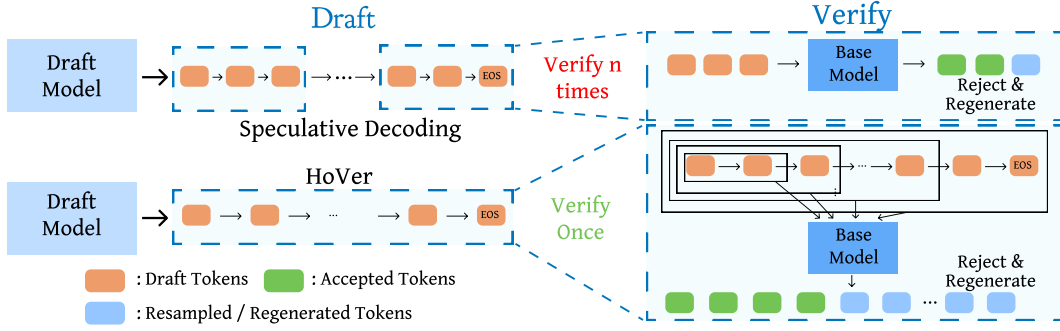 Draft
Verify
Draft
Model
EOS
Speculative Decoding
Verify n
times
Base
Model
Reject &
Regenerate
HoVer
Draft
Model
...
EOS
Verify
Once
...
EOS
Base
Model
Reject &
Regenerate
...
: Draft Tokens
: Accepted Tokens
: Resampled / Regenerated Tokens